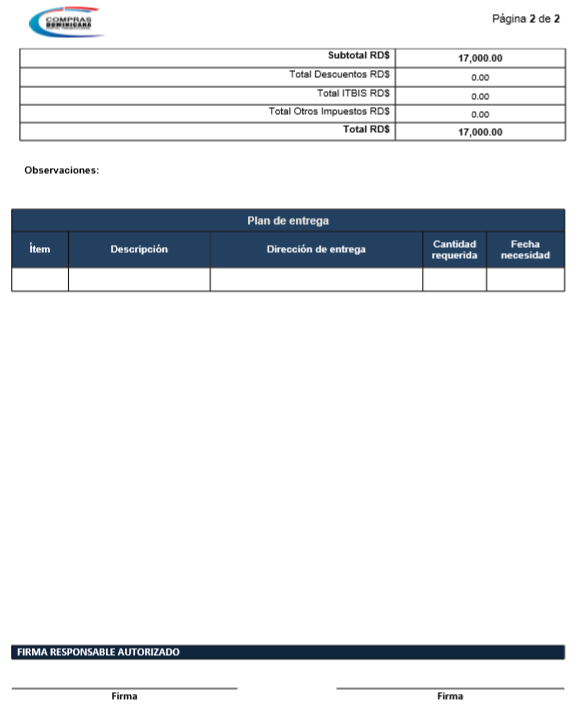 COMPRAS
DOMINICANA
Página 2 de 2
Subtotal RD$ 17,000.00
Total Descuentos RD$ 0.00
Total ITBIS RD$ 0.00
Total Otros Impuestos RD$ 0.00
Total RD$ 17,000.00
Observaciones:
Plan de entrega
Ítem Descripción Dirección de entrega Cantidad requerida Fecha necesidad
FIRMA RESPONSABLE AUTORIZADO
Firma Firma